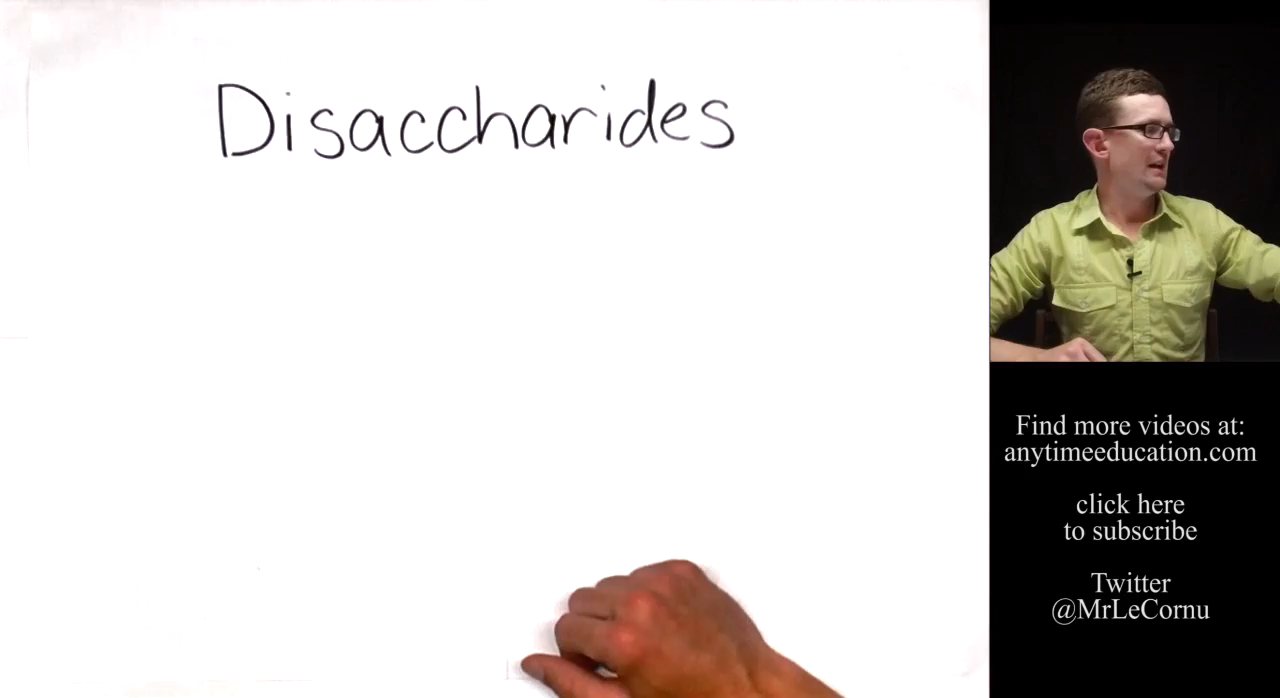 Disaccharides
Find more videos at:
anytimeeducation.com
click here
to subscribe
Twitter
@MrLeCornu